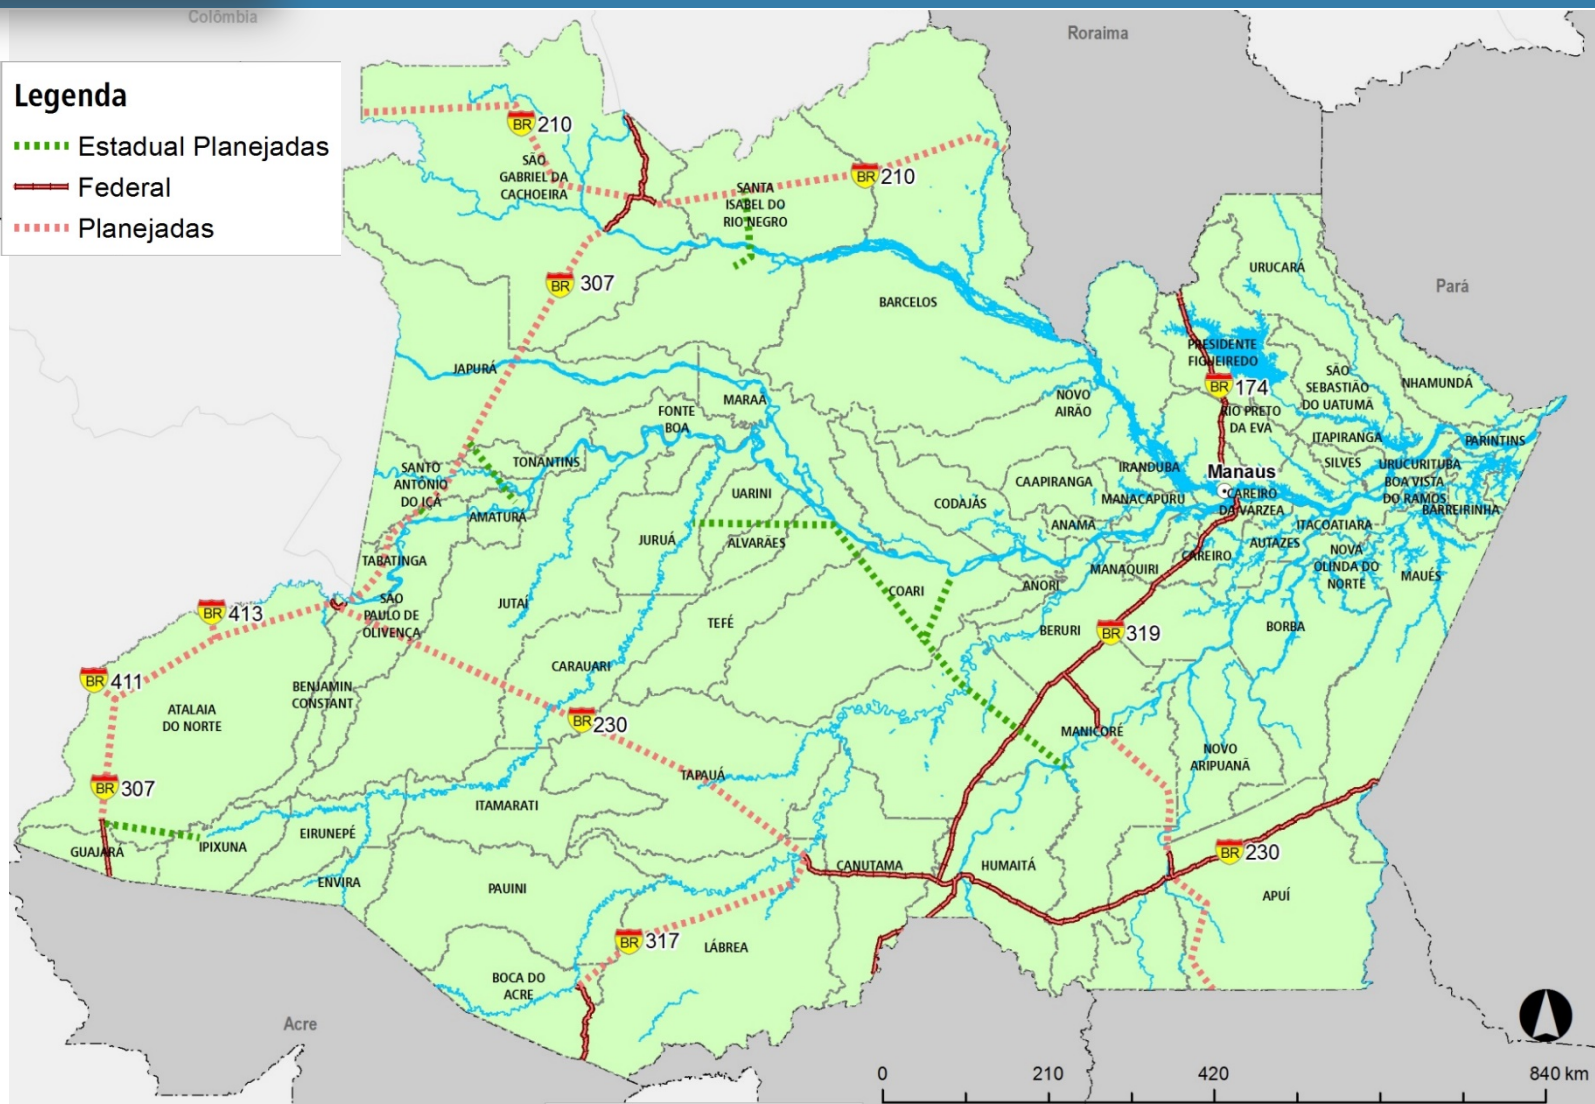 Colômbia
Roraima
Legenda
Estadual Planejadas
Federal
Planejadas
BR 210
SÃO
GABRIEL DA
CACHOEIRA
SANTA
ISABEL DO
RIO NEGRO
BR 210
BR 307
URUCARÁ
Pará
BARCELOS
PRESIDENTE
FIGUEIREDO
JAPURÁ
BR 174
SÃO
SEBASTIÃO
DO UATUMÃ
NHAMUNDÁ
MARAÃ
NOVO
AIRÃO
FONTE
BOA
RIO PRETO
DA EVA
ITAPIRANGA
PARINTINS
TONANTINS
SANTO
ANTÔNIO
DO IÇÁ
IRANDUBA
Manaus
SILVES
URUCURITUBA
BOA VISTA
DO RAMOS
CAAPIRANGA
UARINI
CODAJÁS
MANACAPURU
CAREIRO
DA VARZEA
BARREIRINHA
AMATURÁ
ANAMÃ
ITACOATIARA
JURUÁ
ALVARÃES
AUTAZES
TABATINGA
CAREIRO
NOVA
OLINDA DO
NORTE
MANAQUIRI
MAUÉS
ANORI
COARI
JUTAÍ
SÃO
PAULO DE
OLIVENÇA
BR 413
TEFÉ
BERURI
BR 319
BORBA
CARAUARI
BR 411
BENJAMIN
CONSTANT
ATALAIA
DO NORTE
BR 230
MANICORÉ
NOVO
ARIPUANÃ
TAPAUÁ
BR 307
ITAMARATI
EIRUNEPÉ
IPIXUNA
GUAJARÁ
CANUTAMA
HUMAITÁ
BR 230
ENVIRA
PAUINI
APUÍ
BR 317
LÁBREA
BOCA DO
ACRE
Acre
0 210 420 840 km